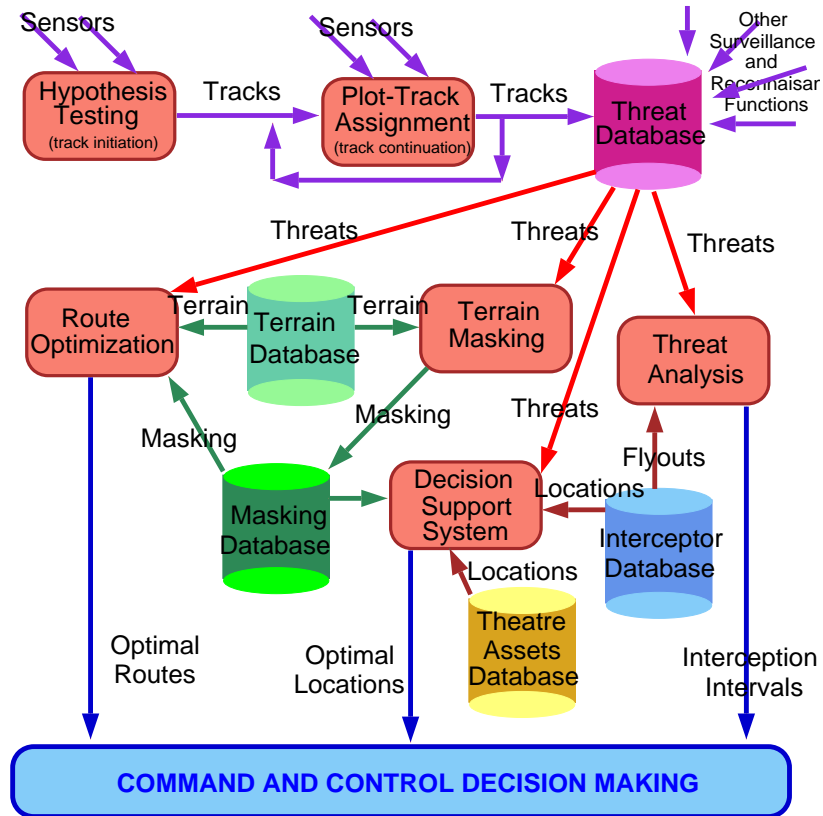 Sensors
Sensors
Other
Surveillance
and
Reconnaisan
Functions
Hypothesis
Testing
(track initiation)
Tracks
Plot-Track
Assignment
(track continuation)
Tracks
Threat
Database
Threats
Threats
Threats
Route
Optimization
Terrain
Terrain
Database
Terrain
Terrain
Masking
Threat
Analysis
Masking
Masking
Threats
Flyouts
Masking
Database
Decision
Support
System
Locations
Interceptor
Database
Locations
Theatre
Assets
Database
Optimal
Routes
Optimal
Locations
Interception
Intervals
COMMAND AND CONTROL DECISION MAKING